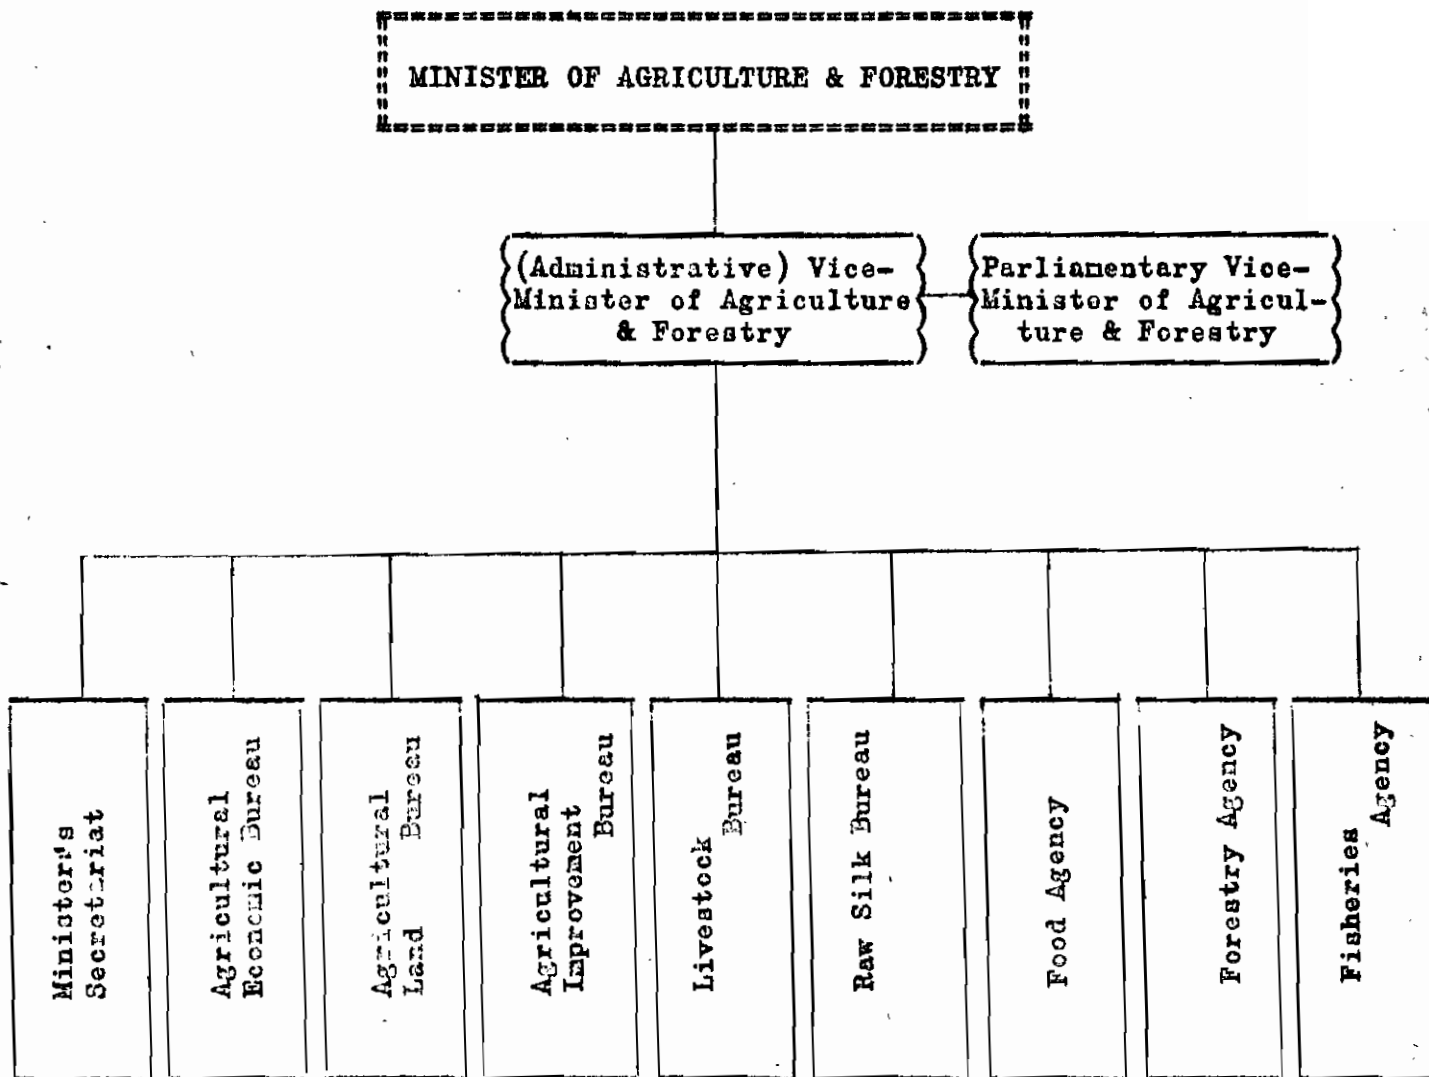 MINISTER OF AGRICULTURE & FORESTRY
(Administrative) Vice-
Minister of Agriculture
& Forestry
Parliamentary Vice-
Minister of Agricul-
ture & Forestry
Minister's
Secretariat
Agricultural
Economic Bureau
Agricultural
Land Bureau
Agricultural
Improvement
Bureau
Livestock
Bureau
Raw Silk Bureau
Food Agency
Forestry Agency
Fisheries
Agency